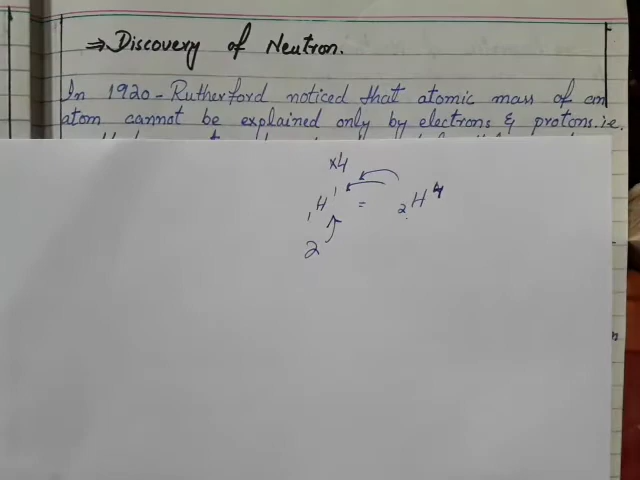 ⇒ Discovery of Neutron.
In 1920 - Rutherford noticed that atomic mass of an
atom cannot be explained only by electrons & protons.i.e.
x4
₁H¹ = ₂H⁴
2